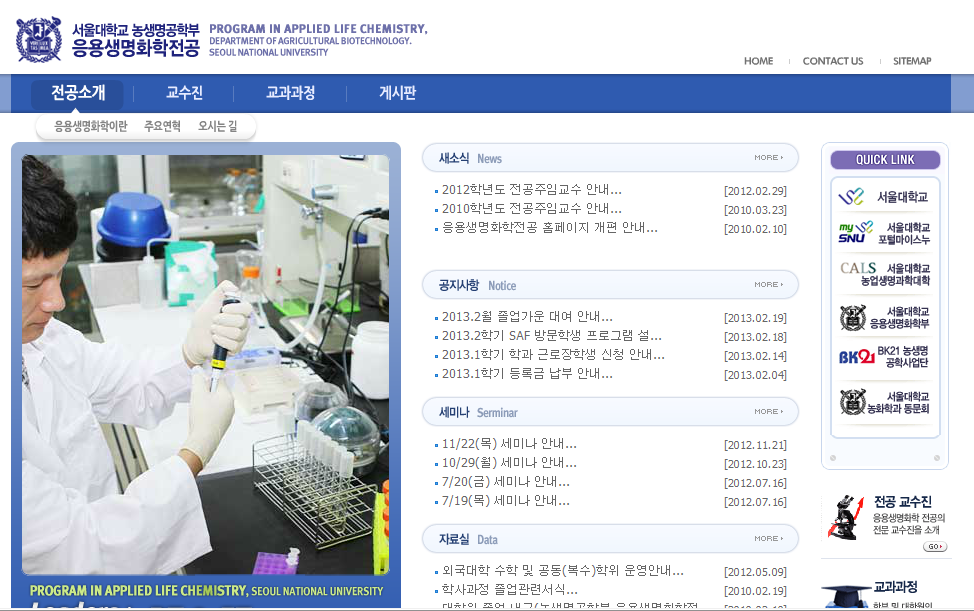 서울대학교 농생명공학부
응용생명화학전공
PROGRAM IN APPLIED LIFE CHEMISTRY,
DEPARTMENT OF AGRICULTURAL BIOTECHNOLOGY.
SEOUL NATIONAL UNIVERSITY
HOME CONTACT US SITEMAP
전공소개 교수진 교과과정 게시판
응용생명화학이란 주요연혁 오시는 길
새소식 News MORE
2012학년도 전공주임교수 안내... [2012.02.29]
2010학년도 전공주임교수 안내... [2010.03.23]
응용생명화학전공 홈페이지 개편 안내... [2010.02.10]
공지사항 Notice MORE
2013.2월 졸업가운 대여 안내... [2013.02.19]
2013.2학기 SAF 방문학생 프로그램 설... [2013.02.18]
2013.1학기 학과 근로장학생 신청 안내... [2013.02.14]
2013.1학기 등록금 납부 안내... [2013.02.04]
세미나 Serminar MORE
11/22(목) 세미나 안내... [2012.11.21]
10/29(월) 세미나 안내... [2012.10.23]
7/20(금) 세미나 안내... [2012.07.16]
7/19(목) 세미나 안내... [2012.07.16]
자료실 Data MORE
외국대학 수학 및 공동(복수)학위 운영안내... [2012.05.09]
학사과정 졸업관련서식... [2010.02.19]
PROGRAM IN APPLIED LIFE CHEMISTRY, SEOUL NATIONAL UNIVERSITY
QUICK LINK
서울대학교
my SNU
서울대학교
포털마이스누
CALS
서울대학교
농업생명과학대학
서울대학교
응용생명화학부
BK21
BK21 농생명
공학사업단
서울대학교
농화학과 동문회
전공 교수진
응용생명화학 전공의
전문 교수진을 소개
GO
교과과정